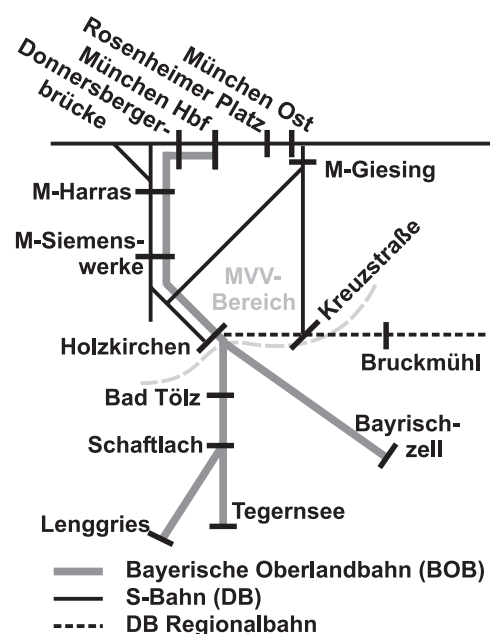 Donnersberger-
brücke
München Hbf
Rosenheimer Platz
München Ost
M-Giesing
M-Harras
M-Siemens-
werke
MVV-
Bereich
Kreuzstraße
Holzkirchen
Bruckmühl
Bad Tölz
Bayrisch-
zell
Schaftlach
Tegernsee
Lenggries
Bayerische Oberlandbahn (BOB)
S-Bahn (DB)
DB Regionalbahn